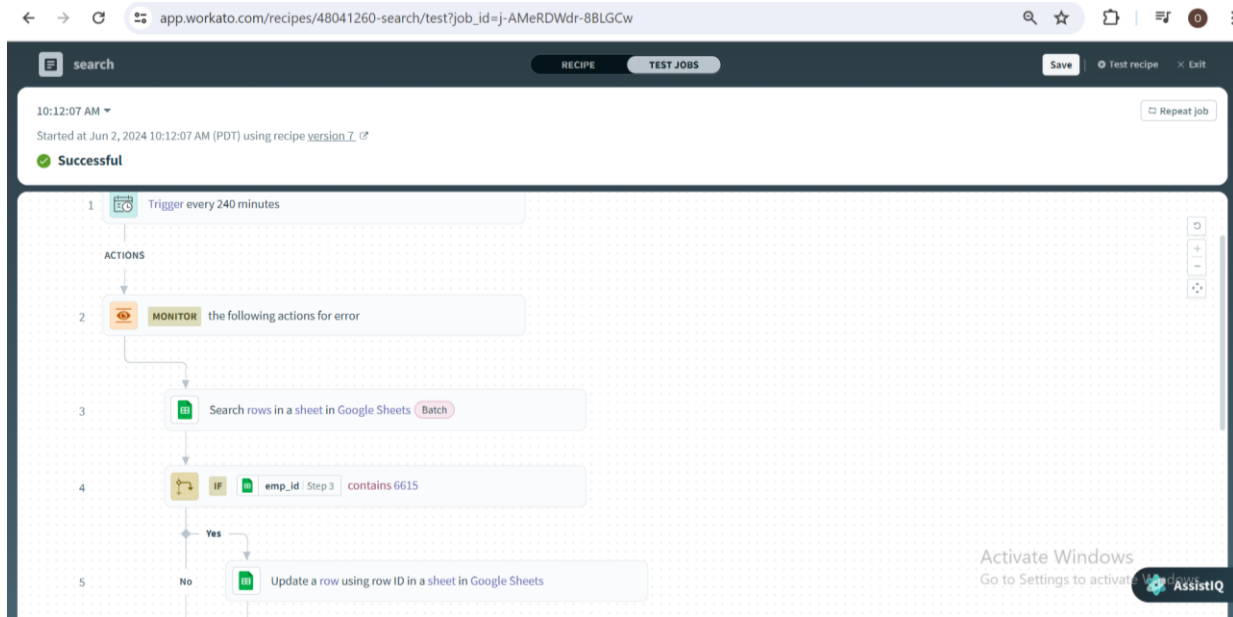 app.workato.com/recipes/48041260-search/test?job_id=j-AMeRDWdr-8BLGCw
O
search
RECIPE
TEST JOBS
Save
Test recipe
Exit
10:12:07 AM
Repeat job
Started at Jun 2, 2024 10:12:07 AM (PDT) using recipe version 7
Successful
1 Trigger every 240 minutes
ACTIONS
2 MONITOR the following actions for error
3 Search rows in a sheet in Google Sheets Batch
4 IF emp_id Step 3 contains 6615
Yes
5 No Update a row using row ID in a sheet in Google Sheets
Activate Windows
Go to Settings to activate Windows.
AssistIQ